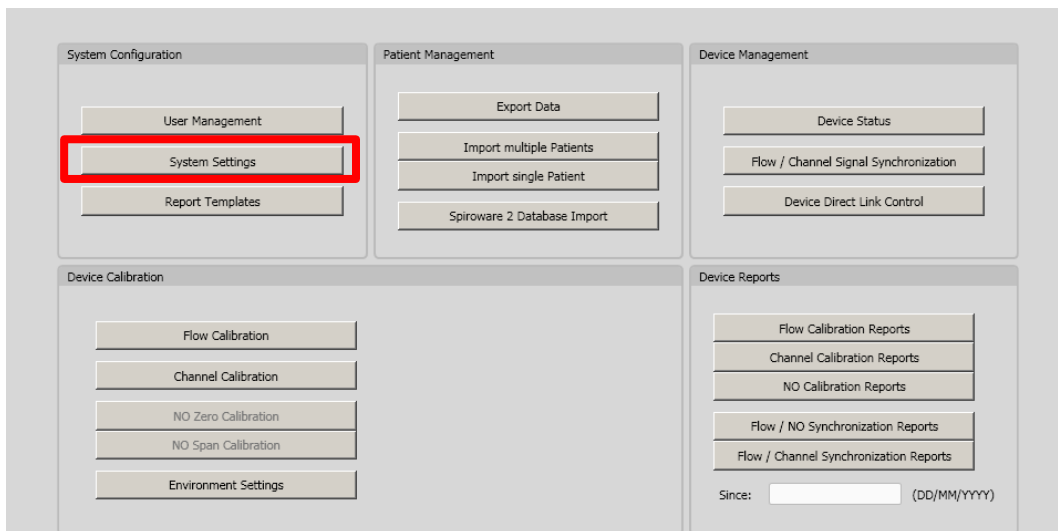 System Configuration
User Management
System Settings
Report Templates
Patient Management
Export Data
Import multiple Patients
Import single Patient
Spiroware 2 Database Import
Device Management
Device Status
Flow / Channel Signal Synchronization
Device Direct Link Control
Device Calibration
Flow Calibration
Channel Calibration
NO Zero Calibration
NO Span Calibration
Environment Settings
Device Reports
Flow Calibration Reports
Channel Calibration Reports
NO Calibration Reports
Flow / NO Synchronization Reports
Flow / Channel Synchronization Reports
Since: (DD/MM/YYYY)